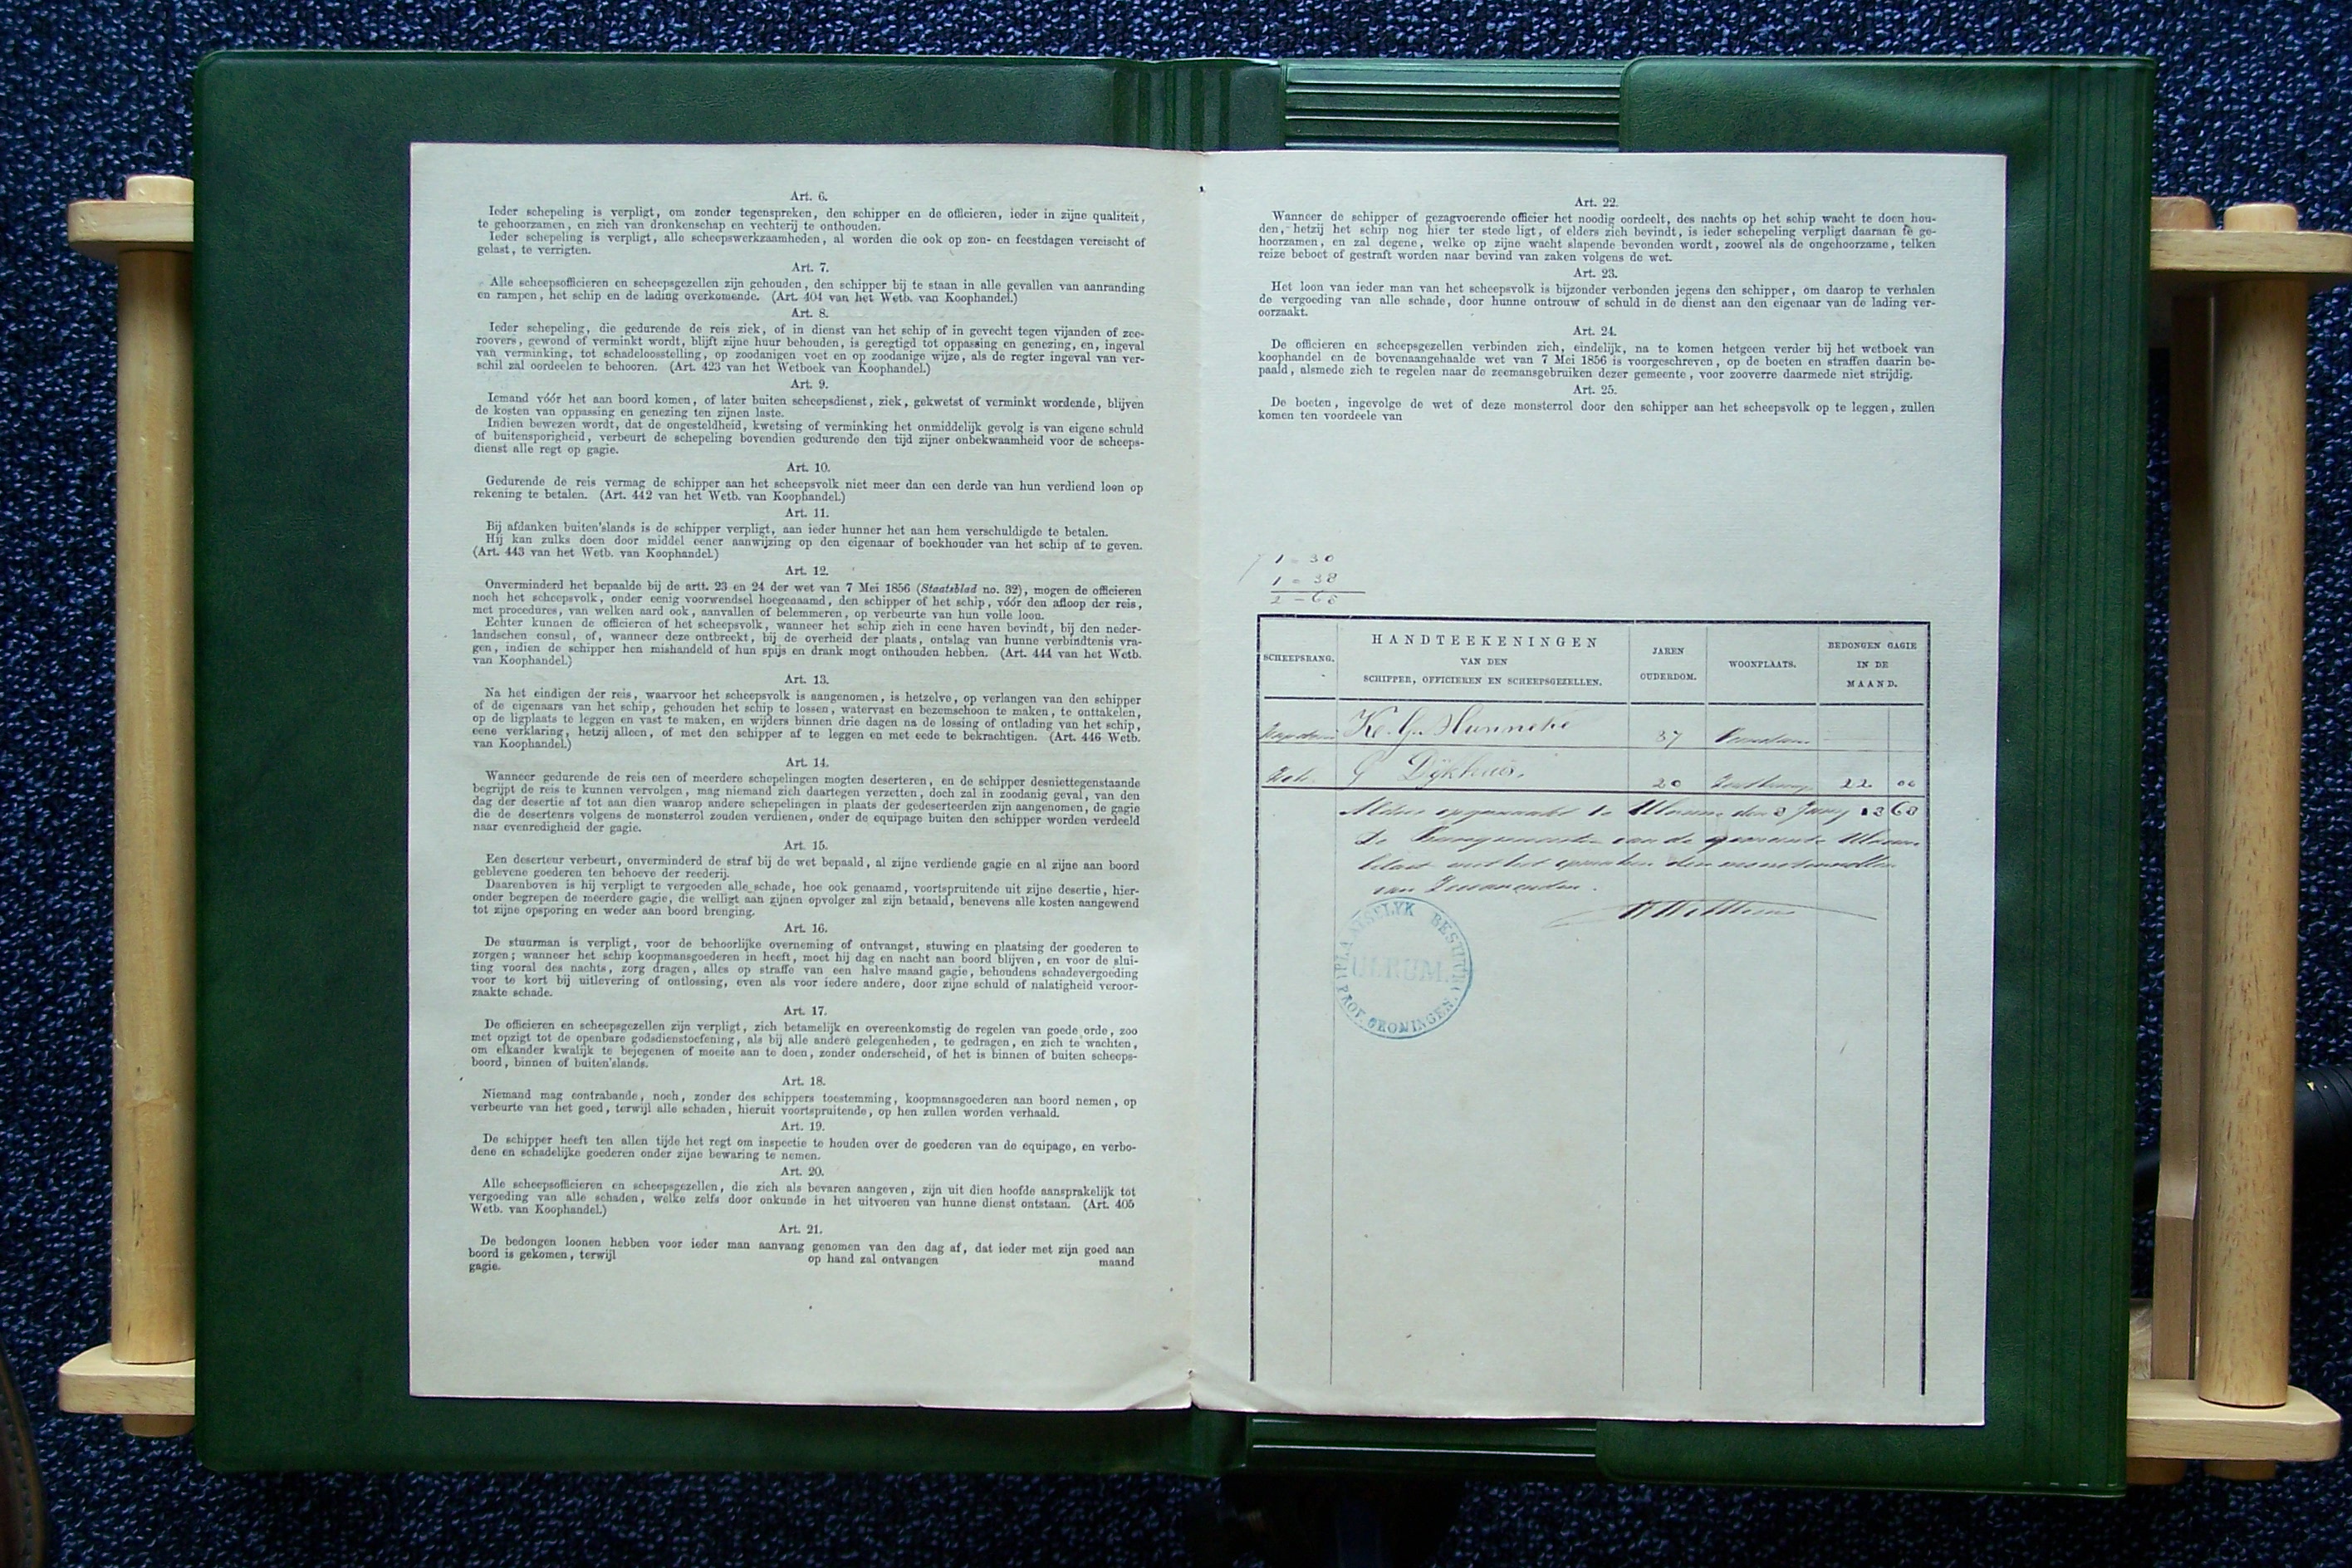 Art. 6.
Ieder schepeling is verpligt, om zonder tegenspreken, den schipper en de officieren, ieder in zijne qualiteit,
te gehoorzamen, en zich van dronkenschap en vechterij te onthouden.
Ieder schepeling is verpligt, alle scheepswerkzaamheden, al worden die ook op zon- en feestdagen vereischt of
gelast, te verrigten.
Art. 7.
Alle scheepsofficieren en scheepsgezellen zijn gehouden, den schipper bij te staan in alle gevallen van aanranding
en rampen, het schip en de lading overkomende. (Art. 404 van het Wetb. van Koophandel.)
Art. 8.
Ieder schepeling, die gedurende de reis ziek, of in dienst van het schip of in gevecht tegen vijanden of zee-
roovers, gewond of verminkt wordt, blijft zijne huur behouden, is geregtigd tot oppassing en genezing, en, ingeval
van verminking, tot schadeloosstelling, op zoodanigen voet en op zoodanige wijze, als de regter ingeval van ver-
schil zal oordeelen te behooren. (Art. 423 van het Wetboek van Koophandel.)
Art. 9.
Iemand vóór het aan boord komen, of later buiten scheepsdienst, ziek, gekwetst of verminkt wordende, blijven
de kosten van oppassing en genezing ten zijnen laste.
Indien bewezen wordt, dat de ongesteldheid, kwetsing of verminking het onmiddelijk gevolg is van eigene schuld
of buitensporigheid, verbeurt de schepeling bovendien gedurende den tijd zijner onbekwaamheid voor de scheeps-
dienst alle regt op gagie.
Art. 10.
Gedurende de reis vermag de schipper aan het scheepsvolk niet meer dan een derde van hun verdiend loon op
rekening te betalen. (Art. 442 van het Wetb. van Koophandel.)
Art. 11.
Bij afdanken buiten'slands is de schipper verpligt, aan ieder hunner het aan hem verschuldigde te betalen.
Hij kan zulks doen door middel eener aanwijzing op den eigenaar of boekhouder van het schip af te geven.
(Art. 443 van het Wetb. van Koophandel.)
Art. 12.
Onverminderd het bepaalde bij de artt. 23 en 24 der wet van 7 Mei 1856 (Staatsblad no. 32), mogen de officieren
noch het scheepsvolk, onder eenig voorwendsel hoegenaamd, den schipper of het schip, vóór den afloop der reis,
met procedures, van welken aard ook, aanvallen of belemmeren, op verbeurte van hun volle loon.
Echter kunnen de officieren of het scheepsvolk, wanneer het schip zich in eene haven bevindt, bij den neder-
landschen consul, of, wanneer deze ontbreekt, bij de overheid der plaats, ontslag van hunne verbindtenis vra-
gen, indien de schipper hen mishandeld of hun spijs en drank mogt onthouden hebben. (Art. 444 van het Wetb.
van Koophandel.)
Art. 13.
Na het eindigen der reis, waarvoor het scheepsvolk is aangenomen, is hetzelve, op verlangen van den schipper
of de eigenaars van het schip, gehouden het schip te lossen, watervast en bezemschoon te maken, te onttakelen,
op de ligplaats te leggen en vast te maken, en wijders binnen drie dagen na de lossing of ontlading van het schip,
eene verklaring, hetzij alleen, of met den schipper af te leggen en met eede te bekrachtigen. (Art. 446 Wetb.
van Koophandel.)
Art. 14.
Wanneer gedurende de reis een of meerdere schepelingen mogten deserteren, en de schipper desniettegenstaande
begrijpt de reis te kunnen vervolgen, mag niemand zich daartegen verzetten, doch zal in zoodanig geval, van den
dag der desertie af tot aan dien waarop andere schepelingen in plaats der gedeserteerden zijn aangenomen, de gagie
die de deserteurs volgens de monsterrol zouden verdienen, onder de equipage buiten den schipper worden verdeeld
naar evenredigheid der gagie.
Art. 15.
Een deserteur verbeurt, onverminderd de straf bij de wet bepaald, al zijne verdiende gagie en al zijne aan boord
geblevene goederen ten behoeve der reederij.
Daarenboven is hij verpligt te vergoeden alle schade, hoe ook genaamd, voortspruitende uit zijne desertie, hier-
onder begrepen de meerdere gagie, die welligt aan zijnen opvolger zal zijn betaald, benevens alle kosten aangewend
tot zijne opsporing en weder aan boord brenging.
Art. 16.
De stuurman is verpligt, voor de behoorlijke overneming of ontvangst, stuwing en plaatsing der goederen te
zorgen; wanneer het schip koopmansgoederen in heeft, moet hij dag en nacht aan boord blijven, en voor de slui-
ting vooral des nachts, zorg dragen, alles op straffe van een halve maand gagie, behoudens schadevergoeding
voor te kort bij uitlevering of ontlossing, even als voor iedere andere, door zijne schuld of nalatigheid veroor-
zaakte schade.
Art. 17.
De officieren en scheepsgezellen zijn verpligt, zich betamelijk en overeenkomstig de regelen van goede orde, zoo
met opzigt tot de openbare godsdienstoefening, als bij alle andere gelegenheden, te gedragen, en zich te wachten,
om elkander kwalijk te bejegenen of moeite aan te doen, zonder onderscheid, of het is binnen of buiten scheeps-
boord, binnen of buiten'slands.
Art. 18.
Niemand mag contrabande, noch, zonder des schippers toestemming, koopmansgoederen aan boord nemen, op
verbeurte van het goed, terwijl alle schaden, hieruit voortspruitende, op hen zullen worden verhaald.
Art. 19.
De schipper heeft ten allen tijde het regt om inspectie te houden over de goederen van de equipage, en verbo-
dene en schadelijke goederen onder zijne bewaring te nemen.
Art. 20.
Alle scheepsofficieren en scheepsgezellen, die zich als bevaren aangeven, zijn uit dien hoofde aansprakelijk tot
vergoeding van alle schaden, welke zelfs door onkunde in het uitvoeren van hunne dienst ontstaan. (Art. 405
Wetb. van Koophandel.)
Art. 21.
De bedongen loonen hebben voor ieder man aanvang genomen van den dag af, dat ieder met zijn goed aan
boord is gekomen, terwijl op hand zal ontvangen maand
gagie.
Art. 22.
Wanneer de schipper of gezagvoerende officier het noodig oordeelt, des nachts op het schip wacht te doen hou-
den, hetzij het schip nog hier ter stede ligt, of elders zich bevindt, is ieder schepeling verpligt daaraan te ge-
hoorzamen, en zal degene, welke op zijne wacht slapende bevonden wordt, zoowel als de ongehoorzame, telken
reize beboet of gestraft worden naar bevind van zaken volgens de wet.
Art. 23.
Het loon van ieder man van het scheepsvolk is bijzonder verbonden jegens den schipper, om daarop te verhalen
de vergoeding van alle schade, door hunne ontrouw of schuld in de dienst aan den eigenaar van de lading ver-
oorzaakt.
Art. 24.
De officieren en scheepsgezellen verbinden zich, eindelijk, na te komen hetgeen verder bij het wetboek van
koophandel en de bovenaangehaalde wet van 7 Mei 1856 is voorgeschreven, op de boeten en straffen daarin be-
paald, alsmede zich te regelen naar de zeemansgebruiken dezer gemeente, voor zooverre daarmede niet strijdig.
Art. 25.
De boeten, ingevolge de wet of deze monsterrol door den schipper aan het scheepsvolk op te leggen, zullen
komen ten voordeele van
1 = 30
1 = 38
2 - 68
SCHEEPSRANG.
HANDTEEKENINGEN
VAN DEN
SCHIPPER, OFFICIEREN EN SCHEEPSGEZELLEN.
JAREN
OUDERDOM.
WOONPLAATS.
BEDONGEN GAGIE
IN DE
MAAND.
Hunneke 37
Kok. G Dijkhuis, 20 22 00
Aldus opgemaakt te Ulrum den 8 Juny 1868
De Burgemeester van de gemeente Ulrum
belast met het opmaken der monsterrollen
van
PLAATSELYK BESTUUR
ULRUM.
PROV. GRONINGEN